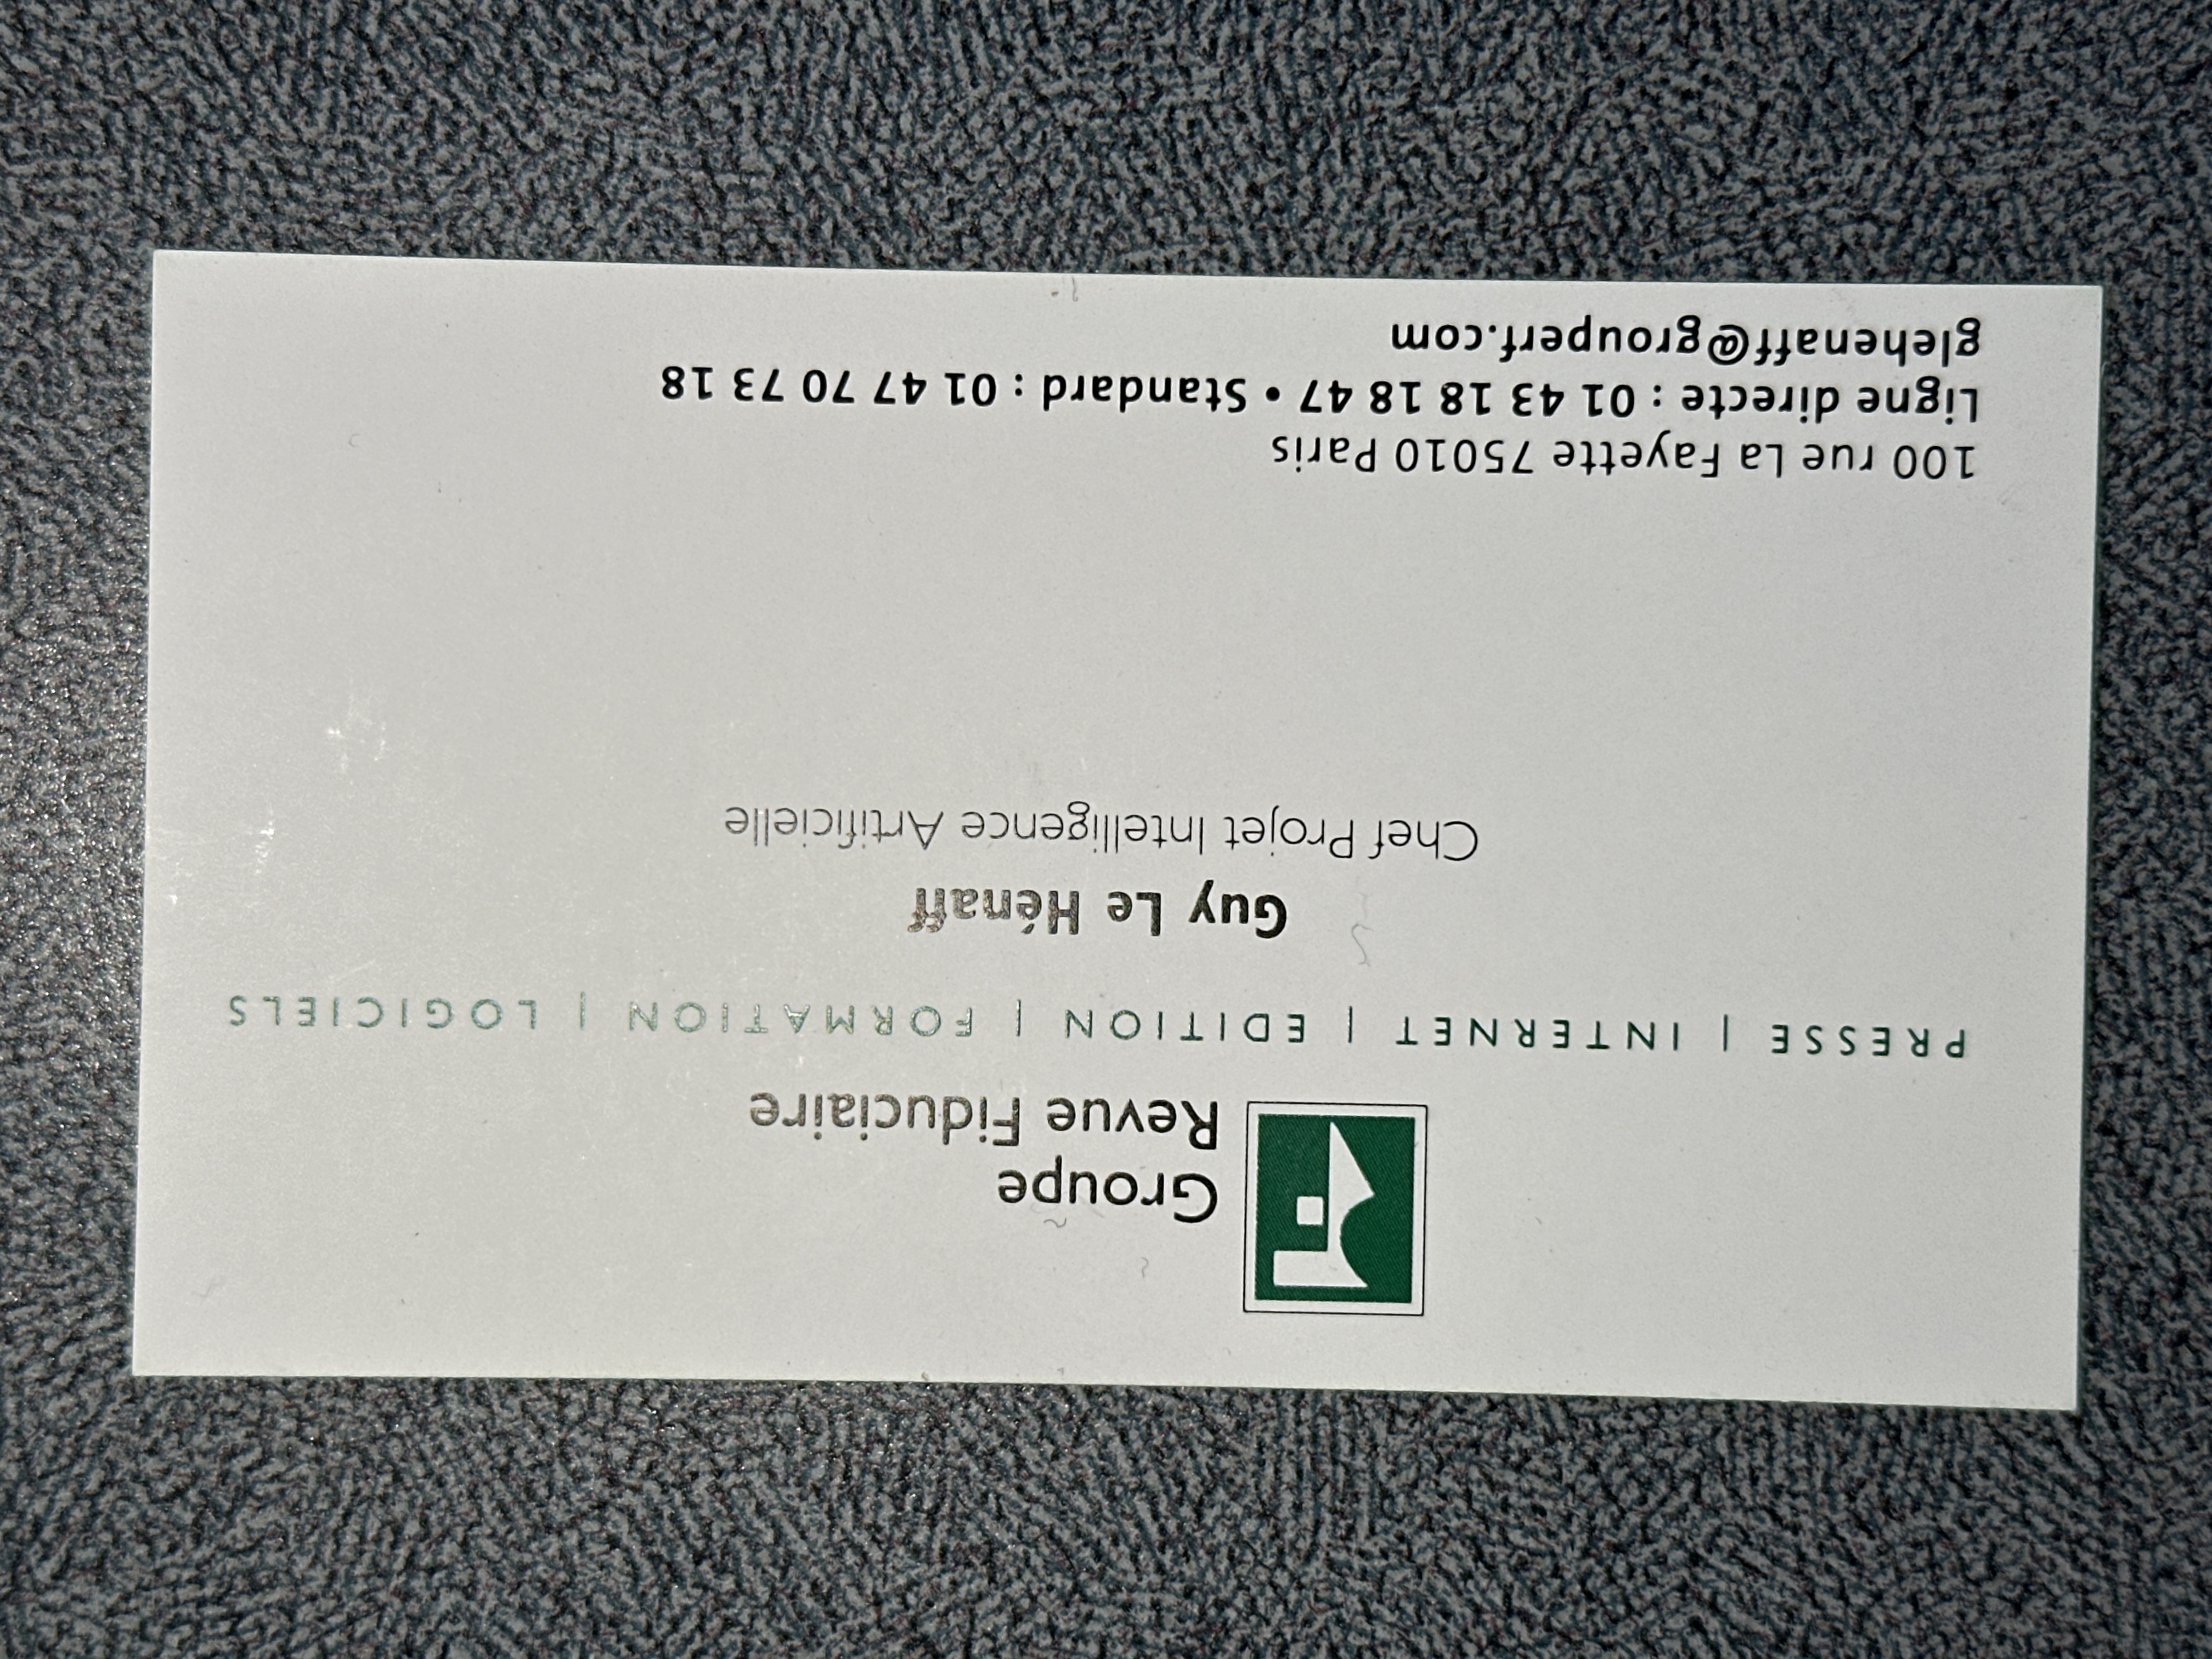 Groupe
Revue Fiduciaire
PRESSE | INTERNET | EDITION | FORMATION | LOGICIELS
Guy Le Hénaff
Chef Projet Intelligence Artificielle
100 rue La Fayette 75010 Paris
Ligne directe : 01 43 18 18 47 • Standard : 01 47 70 73 18
glehenaff@grouperf.com